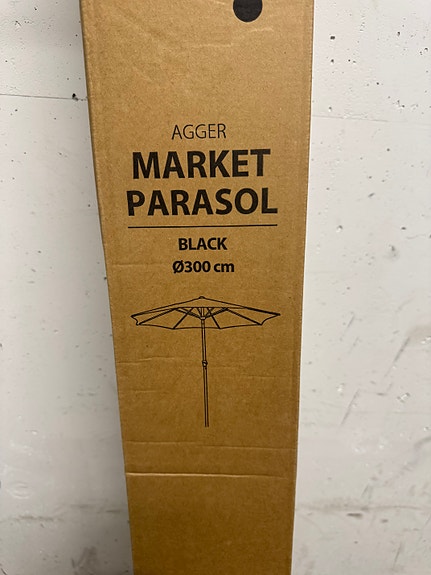 AGGER
MARKET
PARASOL
BLACK
Ø300 cm